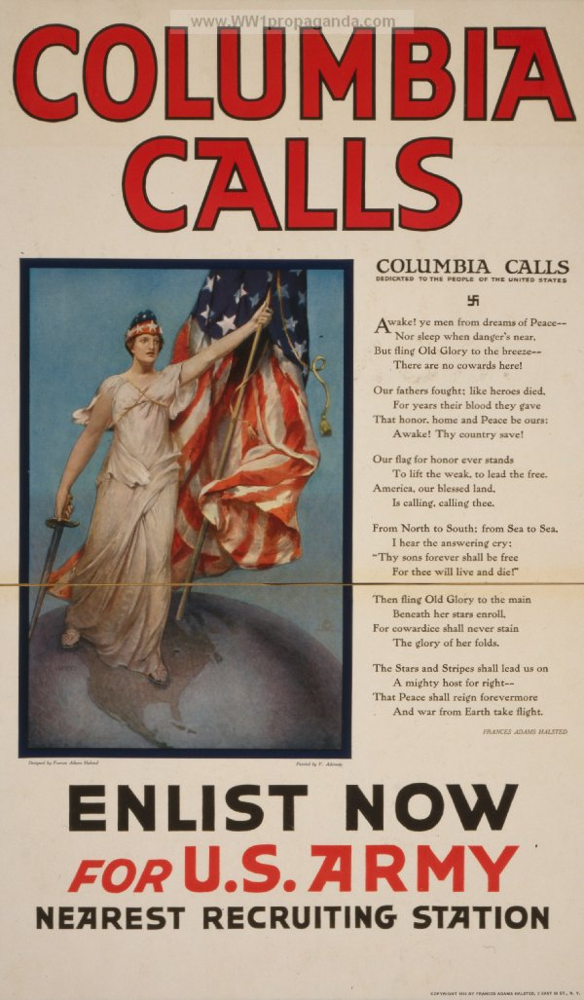 www.WW1propaganda.com
COLUMBIA
CALLS
COLUMBIA CALLS
DEDICATED TO THE PEOPLE OF THE UNITED STATES
卐
Awake! ye men from dreams of Peace--
Nor sleep when danger's near,
But fling Old Glory to the breeze--
There are no cowards here!
Our fathers fought; like heroes died,
For years their blood they gave
That honor, home and Peace be ours:
Awake! Thy country save!
Our flag for honor ever stands
To lift the weak, to lead the free.
America, our blessed land,
Is calling, calling thee.
From North to South; from Sea to Sea,
I hear the answering cry:
"Thy sons forever shall be free
For thee will live and die!"
Then fling Old Glory to the main
Beneath her stars enroll,
For cowardice shall never stain
The glory of her folds.
The Stars and Stripes shall lead us on
A mighty host for right--
That Peace shall reign forevermore
And war from Earth take flight.
FRANCES ADAMS HALSTED
Designed by Frances Adams Halsted
Painted by V. Aderente
ENLIST NOW
FOR U.S. ARMY
NEAREST RECRUITING STATION
COPYRIGHT BY FRANCES ADAMS HALSTED, ST., N. Y.